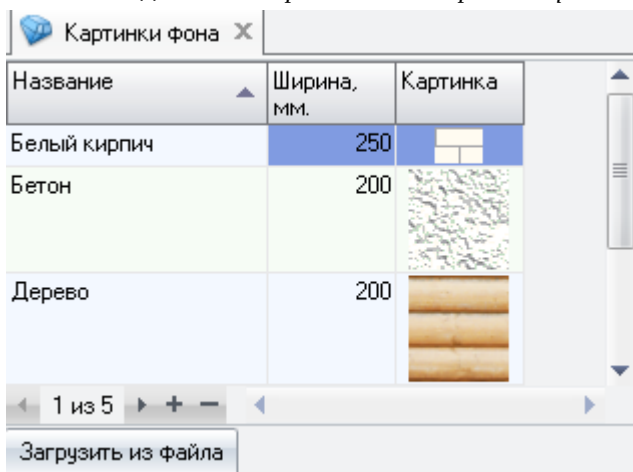 Картинки фона
Название Ширина, мм. Картинка
Белый кирпич 250
Бетон 200
Дерево 200
1 из 5
Загрузить из файла